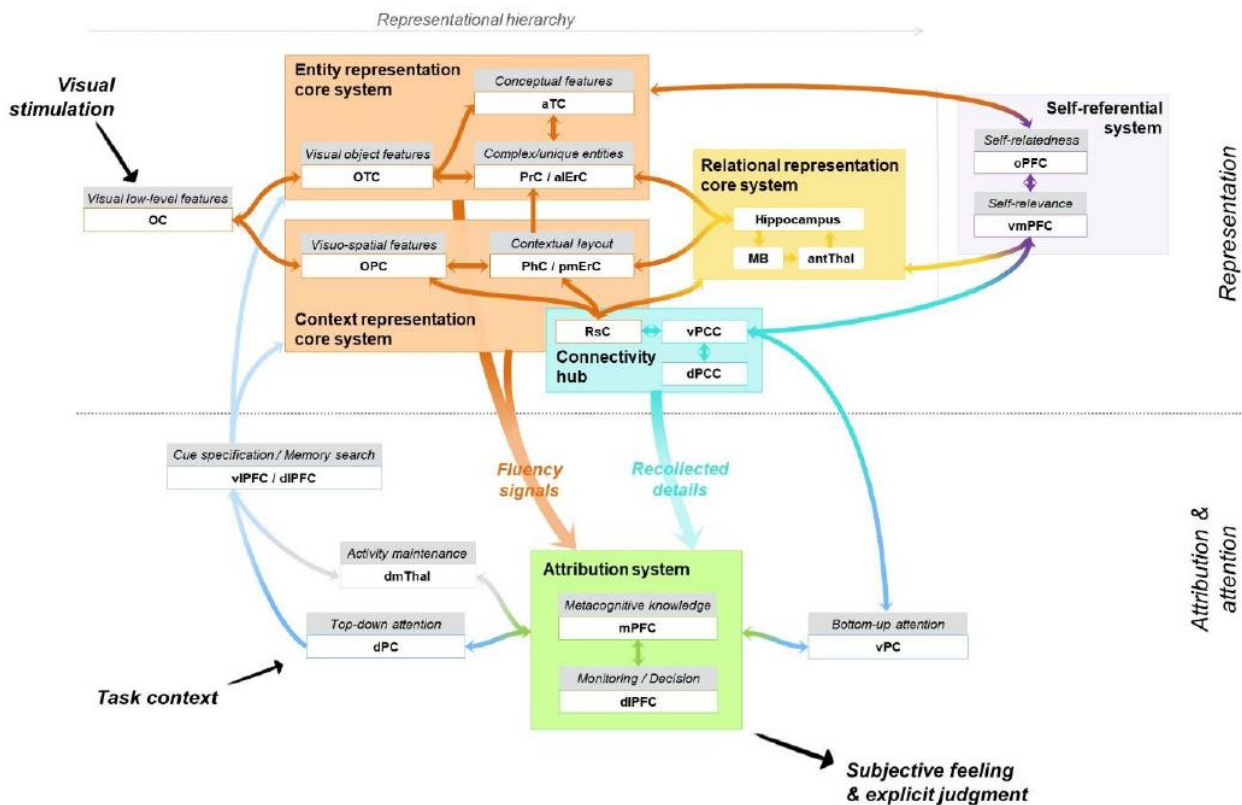 Representational hierarchy
Visual
stimulation
Entity representation
core system
Conceptual features
aTC
Visual object features
OTC
Complex/unique entities
PrC / alErC
Visual low-level features
OC
Visuo-spatial features
OPC
Contextual layout
PhC / pmErC
Context representation
core system
Relational representation
core system
Hippocampus
MB
antThal
Self-referential
system
Self-relatedness
oPFC
Self-relevance
vmPFC
Representation
RsC
vPCC
dPCC
Connectivity
hub
Cue specification / Memory search
vlPFC / dlPFC
Fluency
signals
Recollected
details
Activity maintenance
dmThal
Top-down attention
dPC
Task context
Attribution system
Metacognitive knowledge
mPFC
Monitoring / Decision
dlPFC
Bottom-up attention
vPC
Attribution &
attention
Subjective feeling
& explicit judgment